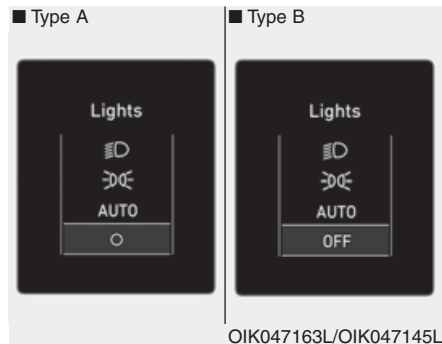 ■ Type A
Lights
AUTO
O
■ Type B
Lights
AUTO
OFF
OIK047163L/OIK047145L